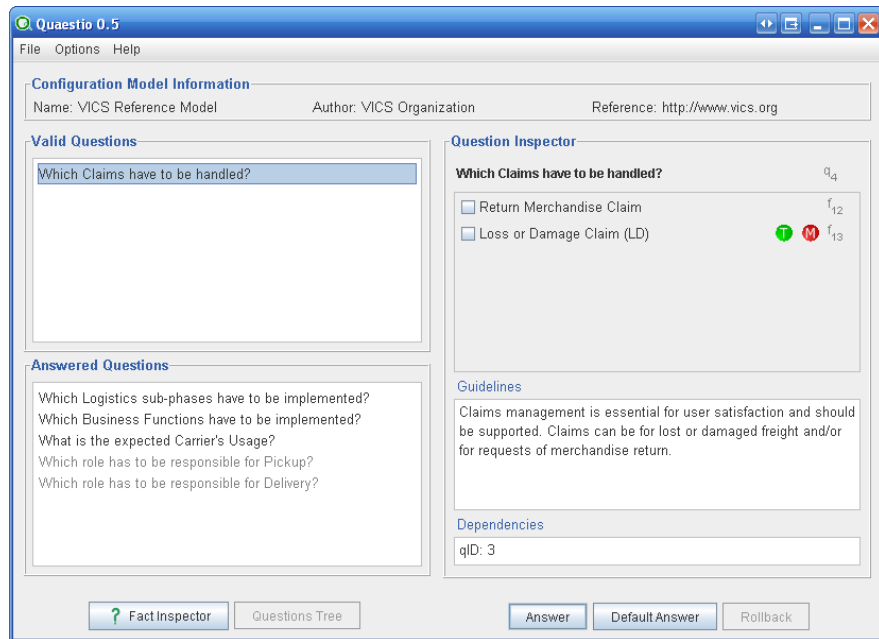 Quaestio 0.5
File Options Help
Configuration Model Information
Name: VICS Reference Model Author: VICS Organization Reference: http://www.vics.org
Valid Questions
Which Claims have to be handled?
Answered Questions
Which Logistics sub-phases have to be implemented?
Which Business Functions have to be implemented?
What is the expected Carrier's Usage?
Which role has to be responsible for Pickup?
Which role has to be responsible for Delivery?
? Fact Inspector
Questions Tree
Question Inspector
Which Claims have to be handled? q4
Return Merchandise Claim f12
Loss or Damage Claim (LD) T M f13
Guidelines
Claims management is essential for user satisfaction and should
be supported. Claims can be for lost or damaged freight and/or
for requests of merchandise return.
Dependencies
qID: 3
Answer
Default Answer
Rollback